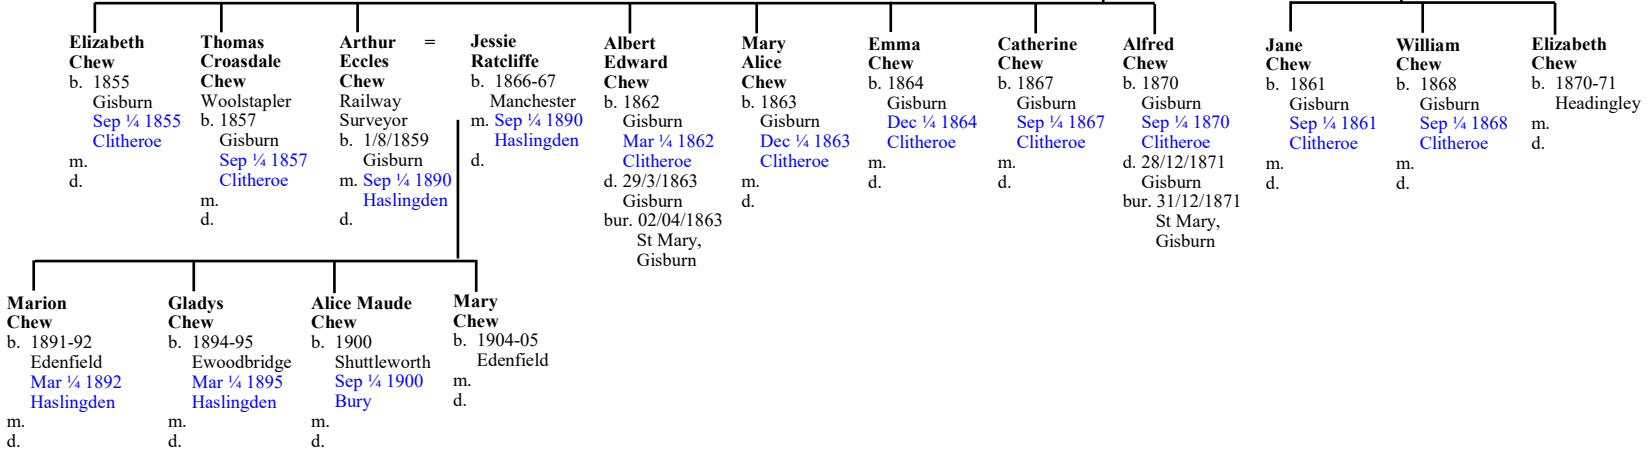 Elizabeth
Chew
b. 1855
Gisburn
Sep ¼ 1855
Clitheroe
m.
d.
Thomas
Croasdale
Chew
Woolstapler
b. 1857
Gisburn
Sep ¼ 1857
Clitheroe
m.
d.
Arthur =
Eccles
Chew
Railway
Surveyor
b. 1/8/1859
Gisburn
m. Sep ¼ 1890
Haslingden
d.
Jessie
Ratcliffe
b. 1866-67
Manchester
m. Sep ¼ 1890
Haslingden
d.
Albert
Edward
Chew
b. 1862
Gisburn
Mar ¼ 1862
Clitheroe
d. 29/3/1863
Gisburn
bur. 02/04/1863
St Mary,
Gisburn
Mary
Alice
Chew
b. 1863
Gisburn
Dec ¼ 1863
Clitheroe
m.
d.
Emma
Chew
b. 1864
Gisburn
Dec ¼ 1864
Clitheroe
m.
d.
Catherine
Chew
b. 1867
Gisburn
Sep ¼ 1867
Clitheroe
m.
d.
Alfred
Chew
b. 1870
Gisburn
Sep ¼ 1870
Clitheroe
d. 28/12/1871
Gisburn
bur. 31/12/1871
St Mary,
Gisburn
Jane
Chew
b. 1861
Gisburn
Sep ¼ 1861
Clitheroe
m.
d.
William
Chew
b. 1868
Gisburn
Sep ¼ 1868
Clitheroe
m.
d.
Elizabeth
Chew
b. 1870-71
Headingley
m.
d.
Marion
Chew
b. 1891-92
Edenfield
Mar ¼ 1892
Haslingden
m.
d.
Gladys
Chew
b. 1894-95
Ewoodbridge
Mar ¼ 1895
Haslingden
m.
d.
Alice Maude
Chew
b. 1900
Shuttleworth
Sep ¼ 1900
Bury
m.
d.
Mary
Chew
b. 1904-05
Edenfield
m.
d.